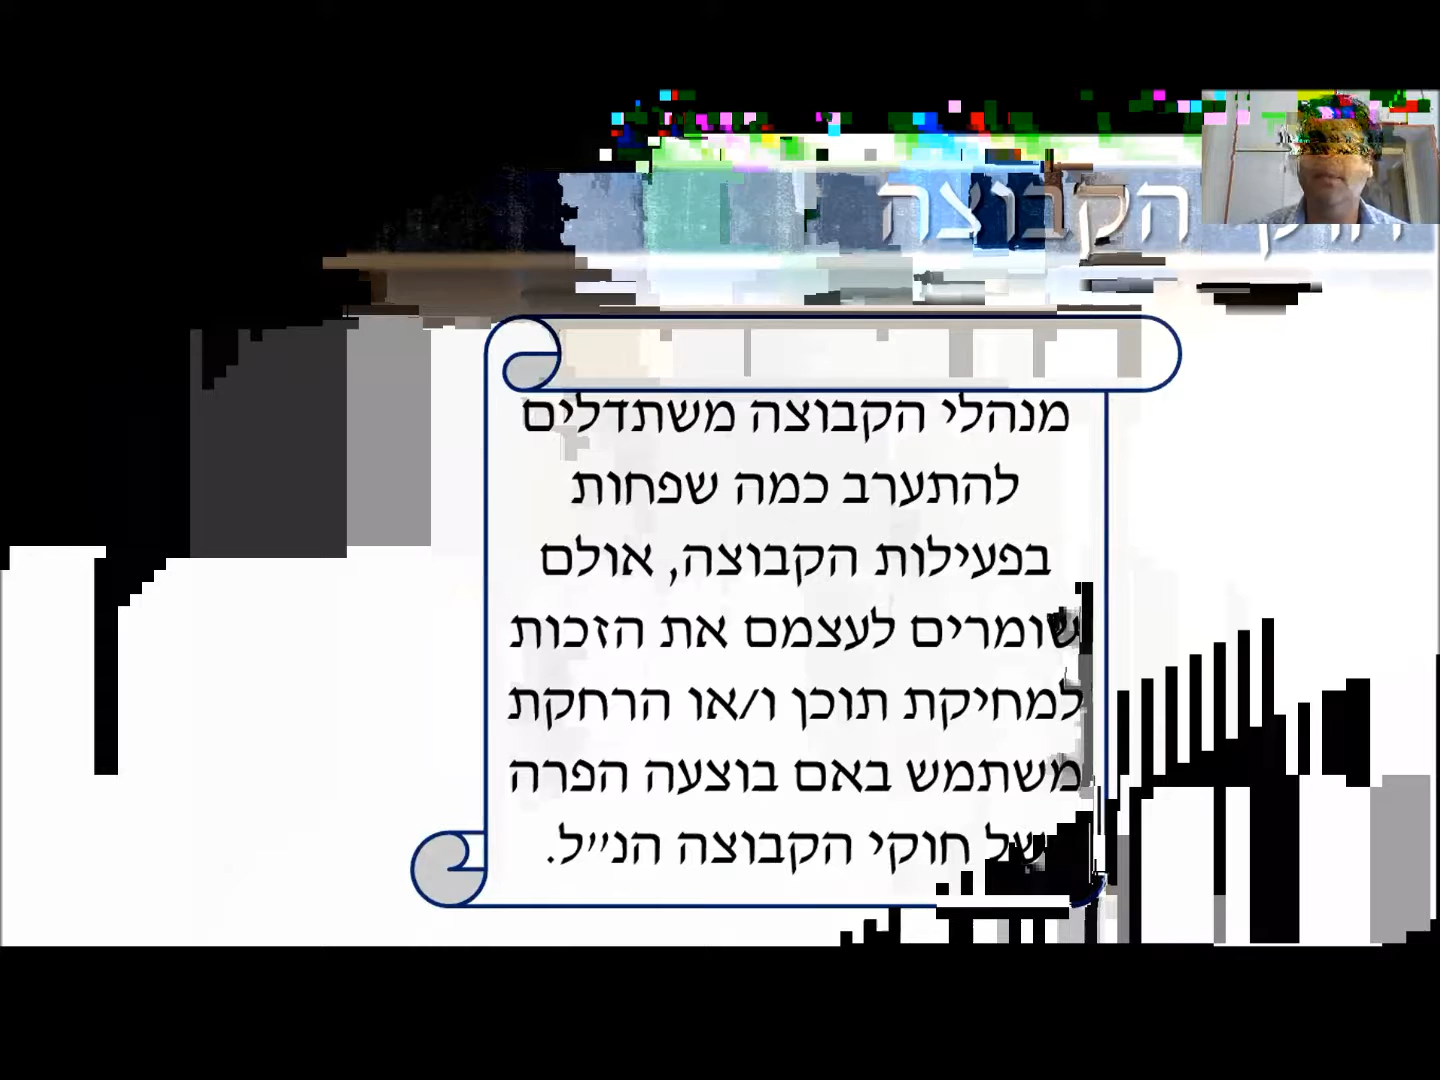 הקבוצה
מנהלי הקבוצה משתדלים
להתערב כמה שפחות
בפעילות הקבוצה, אולם
שומרים לעצמם את הזכות
למחיקת תוכן ו/או הרחקת
משתמש באם בוצעה הפרה
של חוקי הקבוצה הנ״ל.